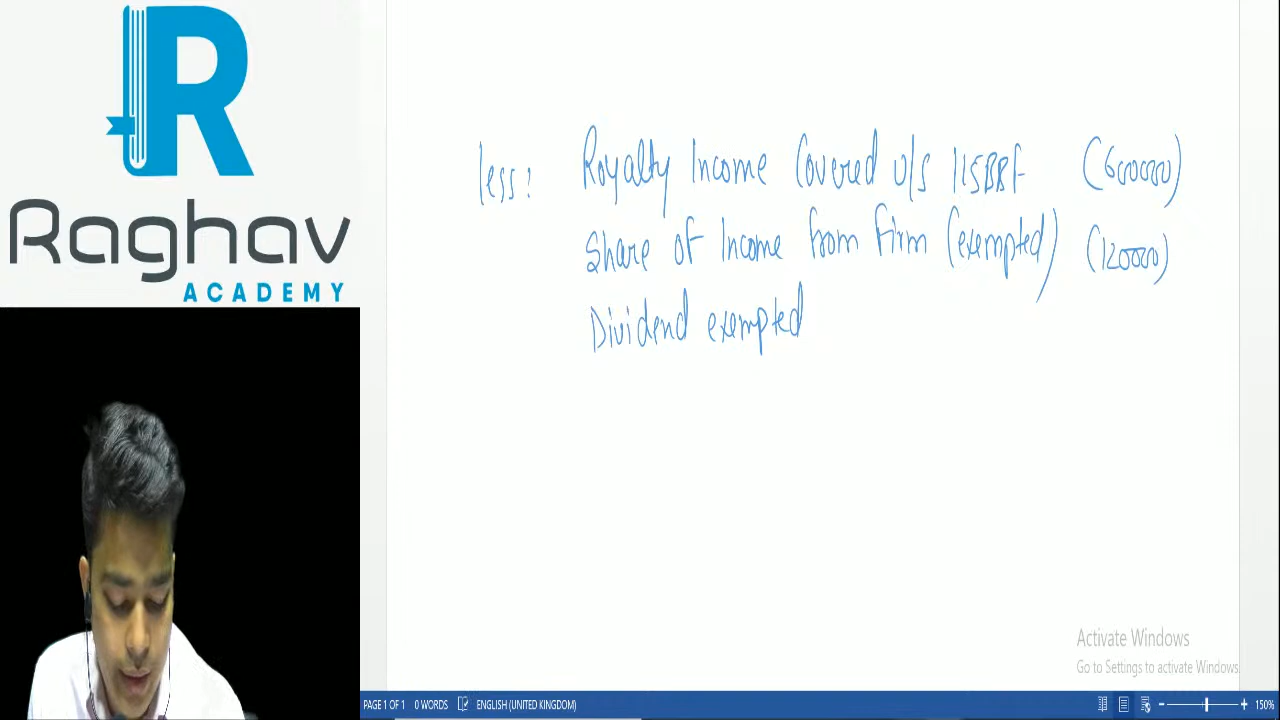 R
Raghav
ACADEMY
less: Royalty Income Covered u/s 115BBF (600000)
Share of Income from Firm (exempted) (120000)
Dividend exempted
Activate Windows
Go to Settings to activate Windows.
PAGE 1 OF 1 0 WORDS ENGLISH (UNITED KINGDOM) 150%